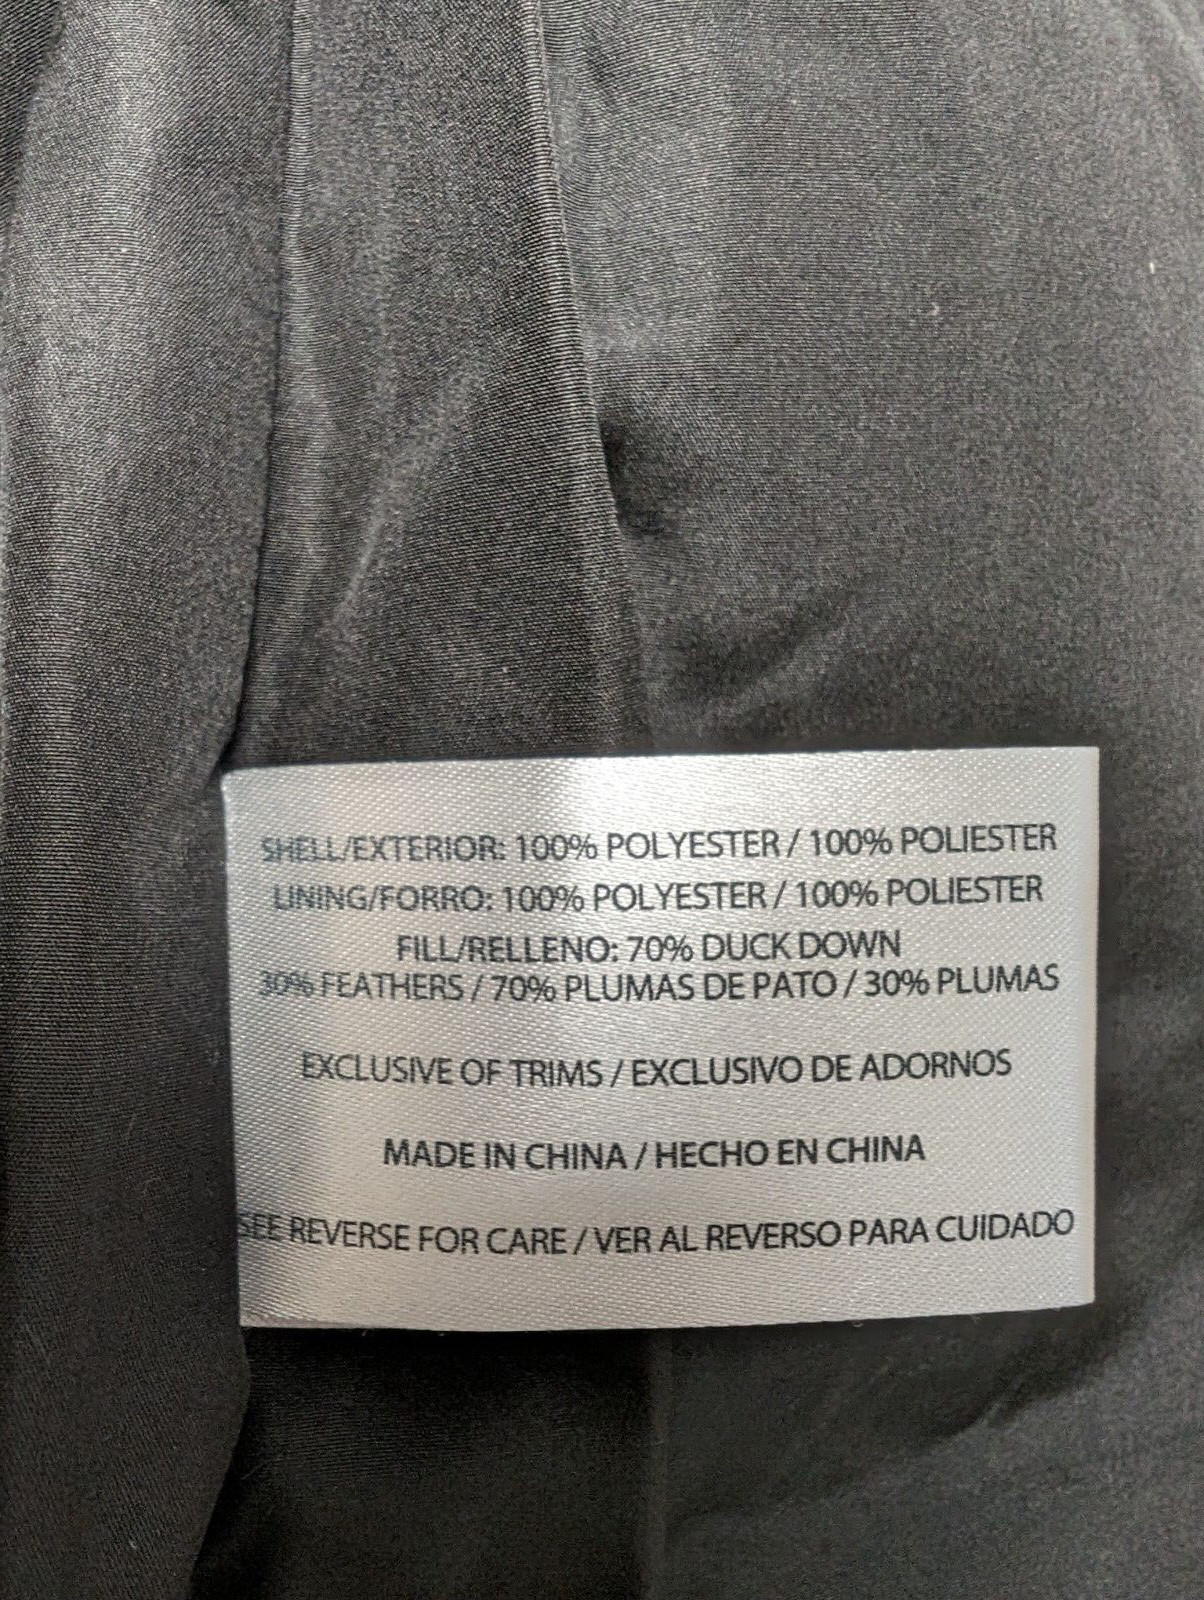 SHELL/EXTERIOR: 100% POLYESTER / 100% POLIESTER
LINING/FORRO: 100% POLYESTER / 100% POLIESTER
FILL/RELLENO: 70% DUCK DOWN
30% FEATHERS / 70% PLUMAS DE PATO / 30% PLUMAS
EXCLUSIVE OF TRIMS / EXCLUSIVO DE ADORNOS
MADE IN CHINA / HECHO EN CHINA
SEE REVERSE FOR CARE / VER AL REVERSO PARA CUIDADO